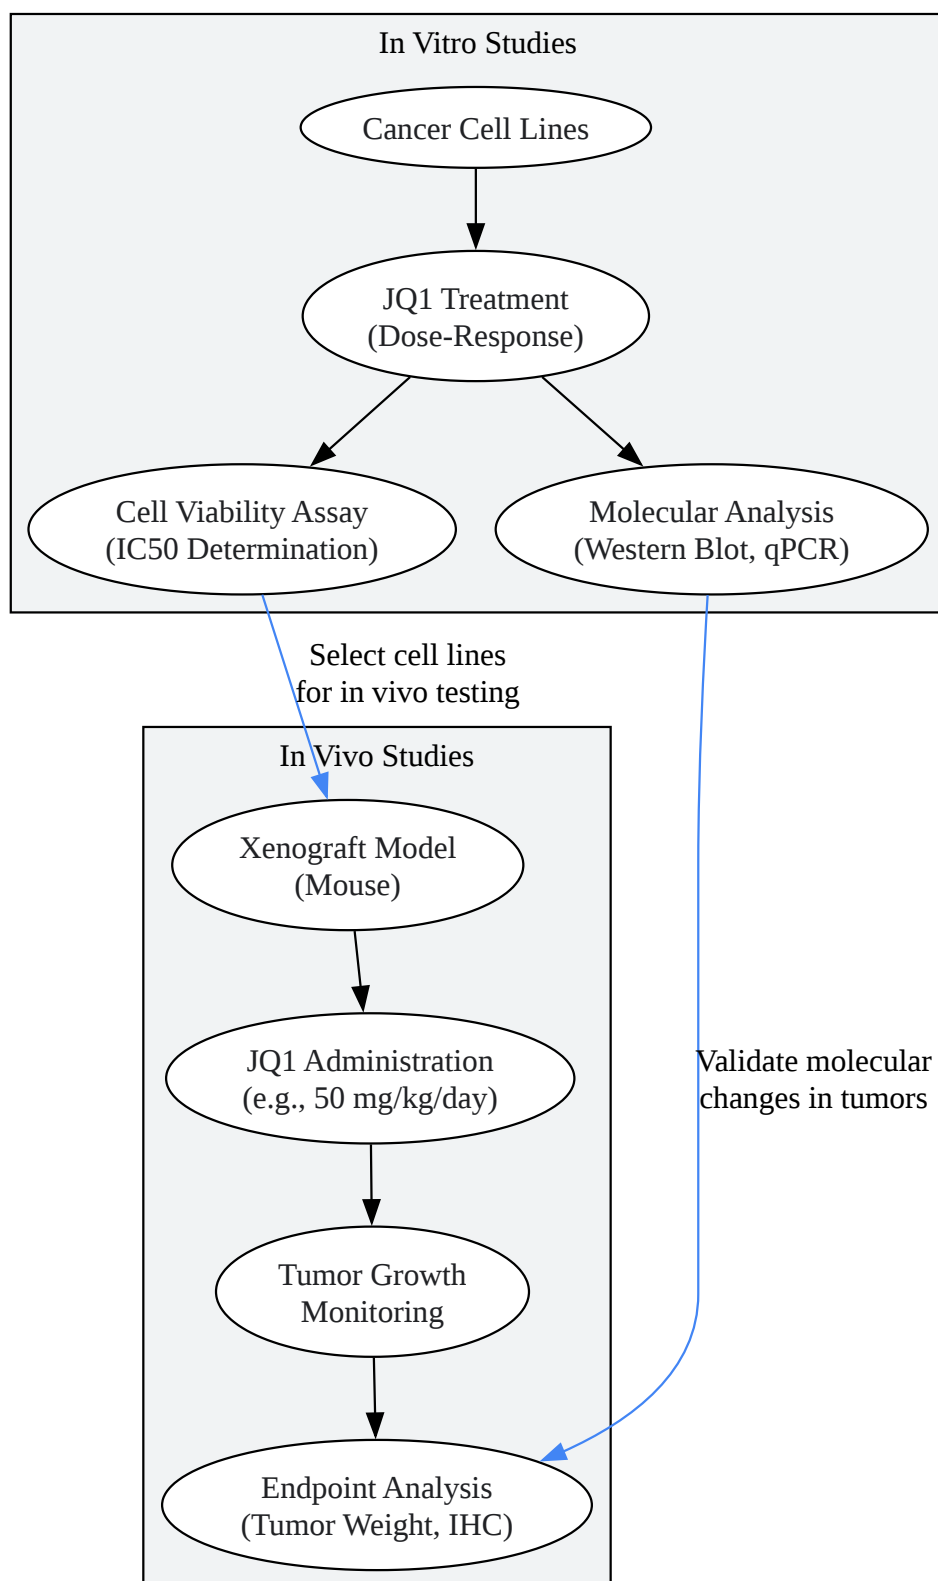 In Vitro Studies
Cancer Cell Lines
JQ1 Treatment
(Dose-Response)
Cell Viability Assay
(IC50 Determination)
Molecular Analysis
(Western Blot, qPCR)
Select cell lines
for in vivo testing
In Vivo Studies
Xenograft Model
(Mouse)
JQ1 Administration
(e.g., 50 mg/kg/day)
Validate molecular
changes in tumors
Tumor Growth
Monitoring
Endpoint Analysis
(Tumor Weight, IHC)